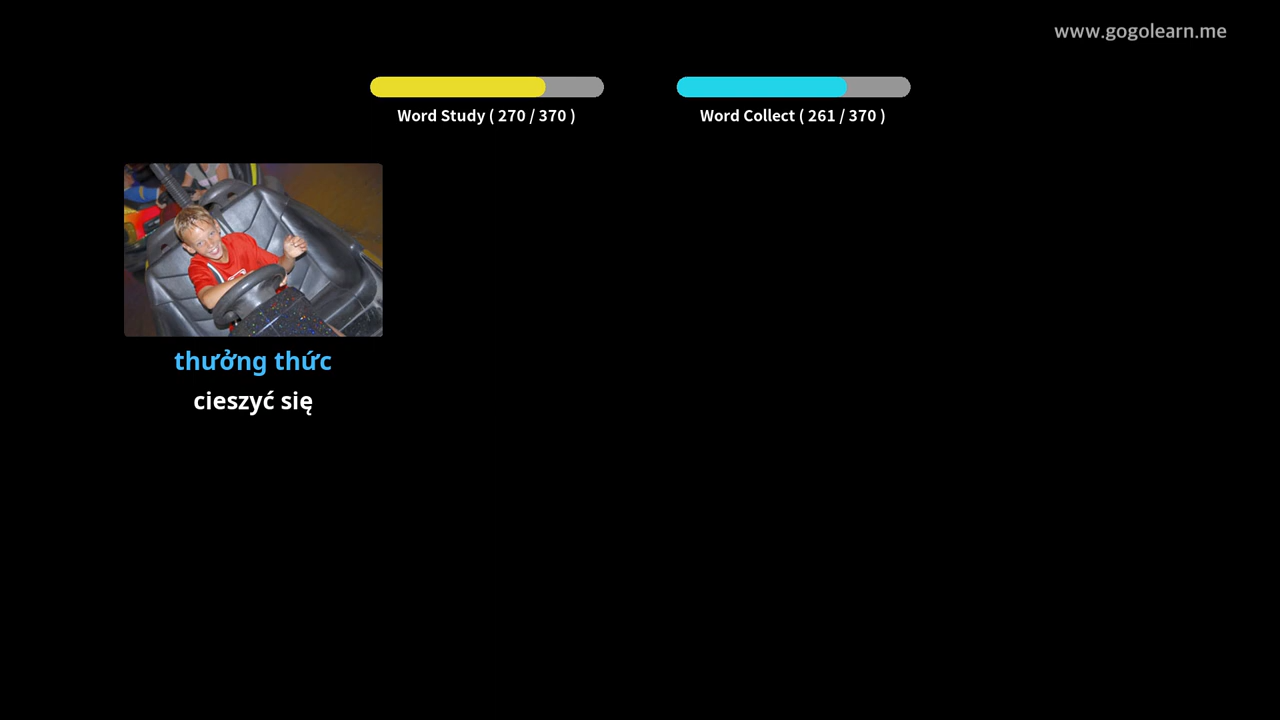 www.gogolearn.me
Word Study ( 270 / 370 )
Word Collect ( 261 / 370 )
thưởng thức
cieszyć się